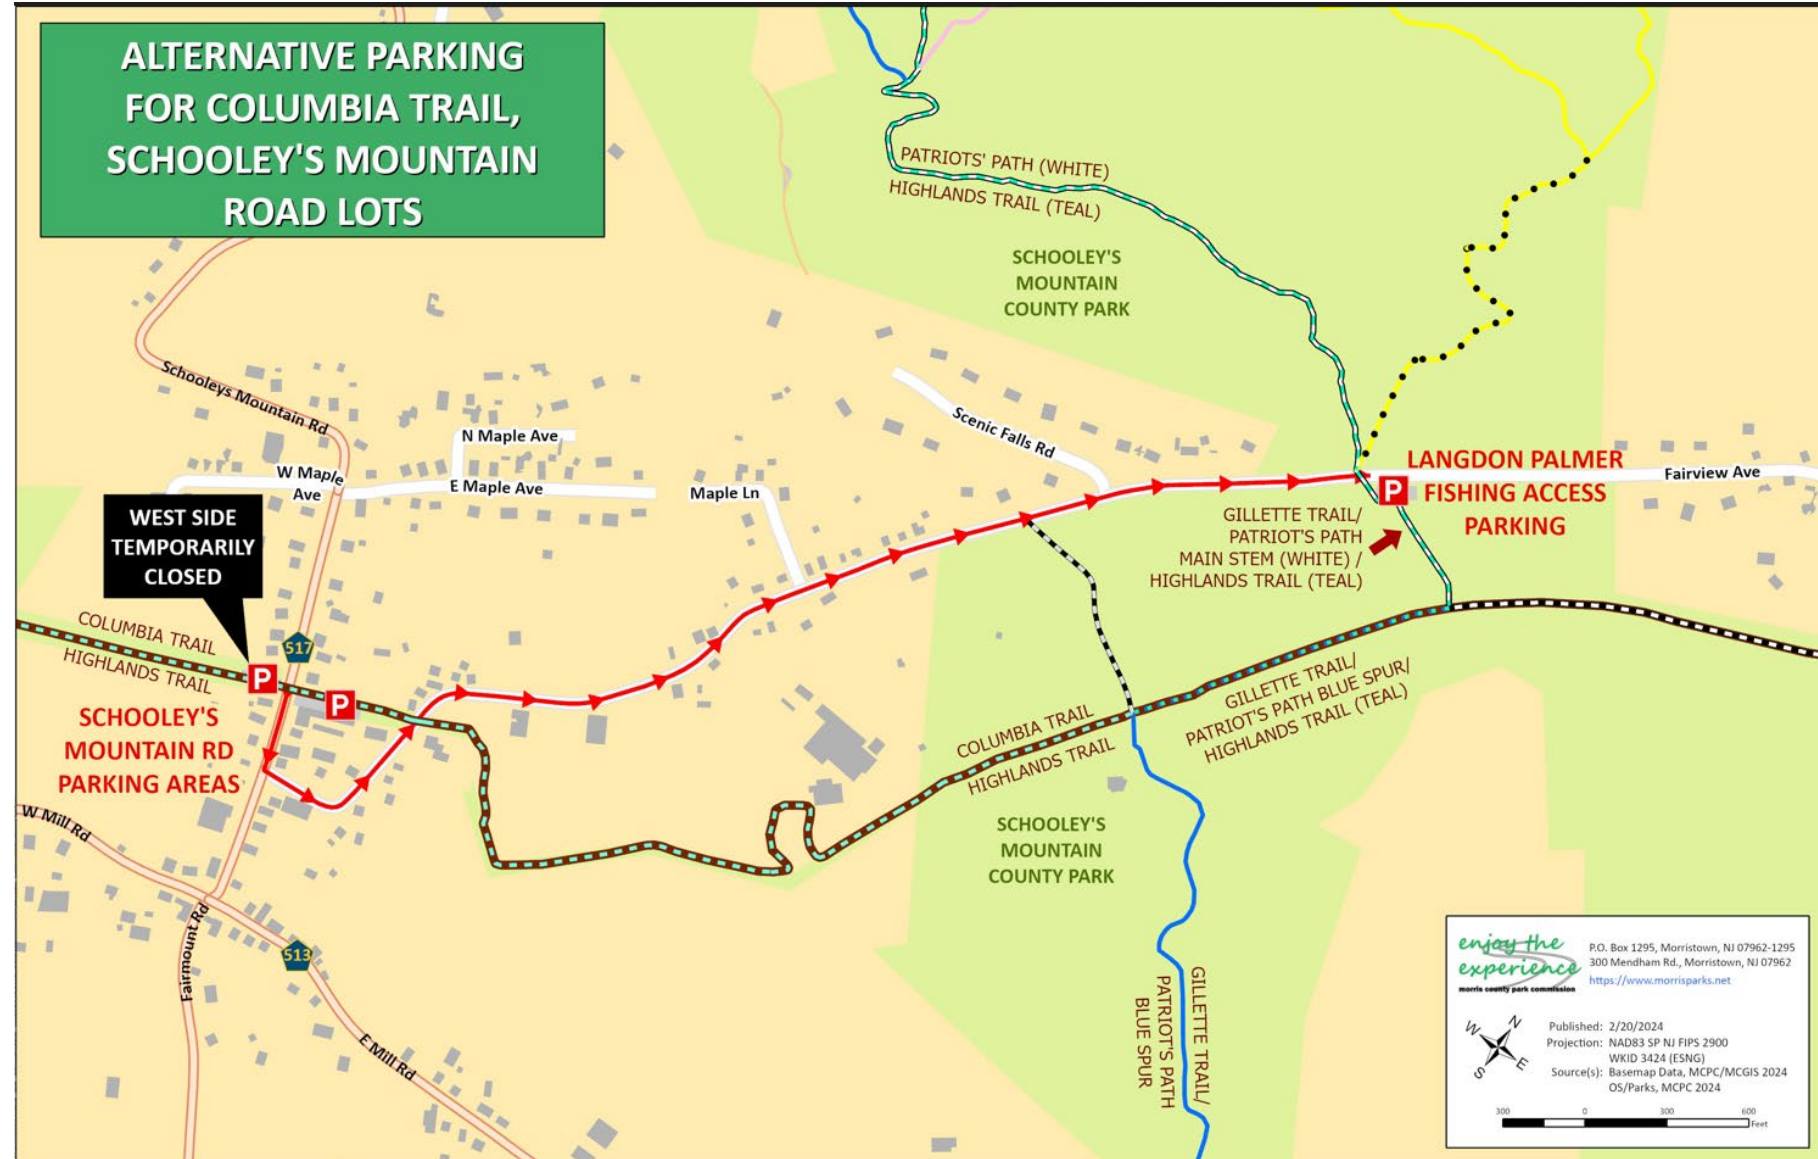 ALTERNATIVE PARKING
FOR COLUMBIA TRAIL,
SCHOOLEY'S MOUNTAIN
ROAD LOTS
PATRIOTS' PATH (WHITE)
HIGHLANDS TRAIL (TEAL)
SCHOOLEY'S
MOUNTAIN
COUNTY PARK
Schooleys Mountain Rd
N Maple Ave
W Maple
Ave
E Maple Ave
Maple Ln
Scenic Falls Rd
LANGDON PALMER
FISHING ACCESS
PARKING
Fairview Ave
P
GILLETTE TRAIL/
PATRIOT'S PATH
MAIN STEM (WHITE) /
HIGHLANDS TRAIL (TEAL)
WEST SIDE
TEMPORARILY
CLOSED
COLUMBIA TRAIL
HIGHLANDS TRAIL
517
P
P
SCHOOLEY'S
MOUNTAIN RD
PARKING AREAS
COLUMBIA TRAIL
HIGHLANDS TRAIL
GILLETTE TRAIL/
PATRIOT'S PATH BLUE SPUR/
HIGHLANDS TRAIL (TEAL)
W Mill Rd
SCHOOLEY'S
MOUNTAIN
COUNTY PARK
Fairmount Rd
513
E Mill Rd
GILLETTE TRAIL/
PATRIOT'S PATH
BLUE SPUR
enjoy the
experience
morris county park commission
P.O. Box 1295, Morristown, NJ 07962-1295
300 Mendham Rd., Morristown, NJ 07962
https://www.morrisparks.net
N
W
E
S
Published: 2/20/2024
Projection: NAD83 SP NJ FIPS 2900
WKID 3424 (ESNG)
Source(s): Basemap Data, MCPC/MCGIS 2024
OS/Parks, MCPC 2024
300 0 300 600
Feet